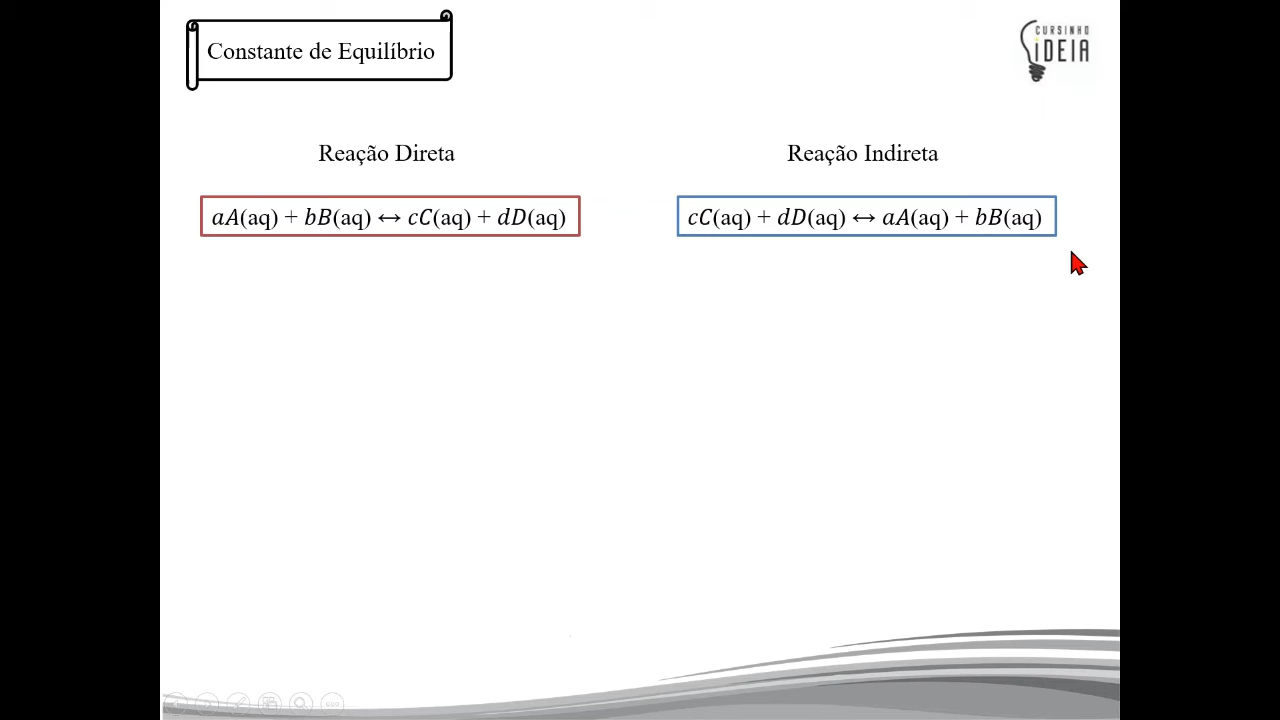 Constante de Equilíbrio
CURSINHO
iDEIA
Reação Direta
Reação Indireta
aA(aq) + bB(aq) ↔ cC(aq) + dD(aq)
cC(aq) + dD(aq) ↔ aA(aq) + bB(aq)